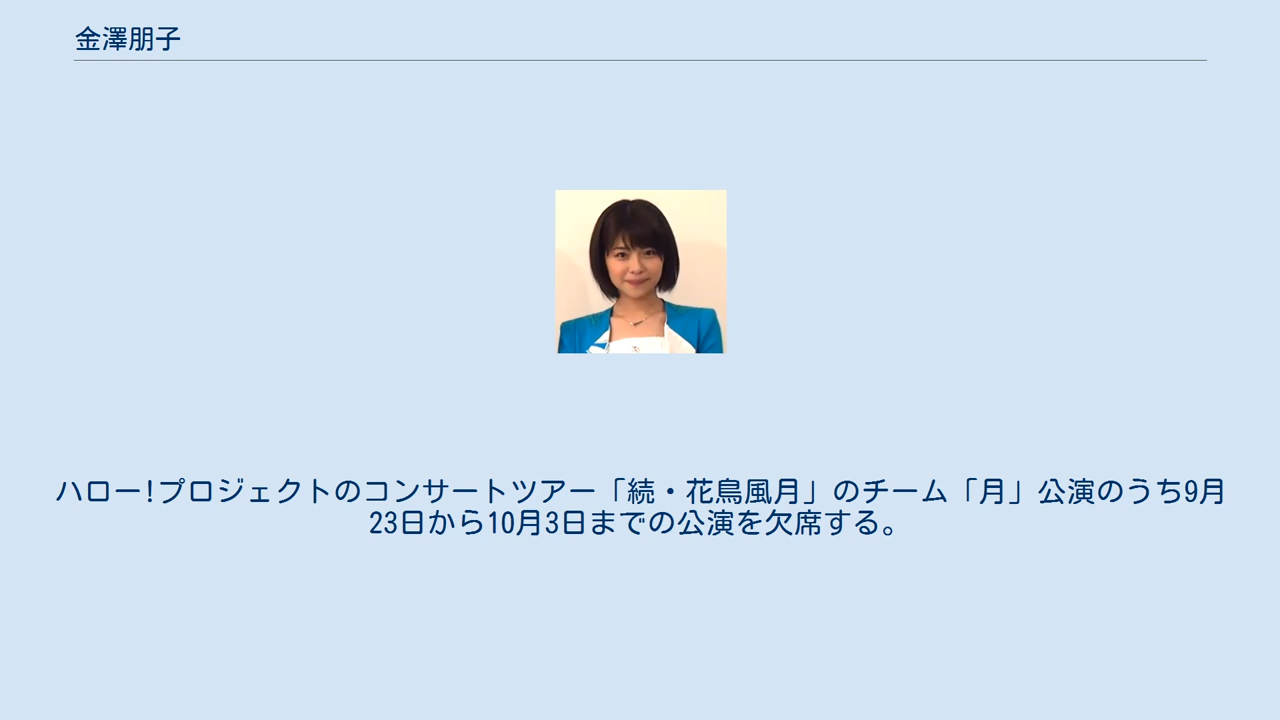 金澤朋子
ハロー!プロジェクトのコンサートツアー「続・花鳥風月」のチーム「月」公演のうち9月
23日から10月3日までの公演を欠席する。